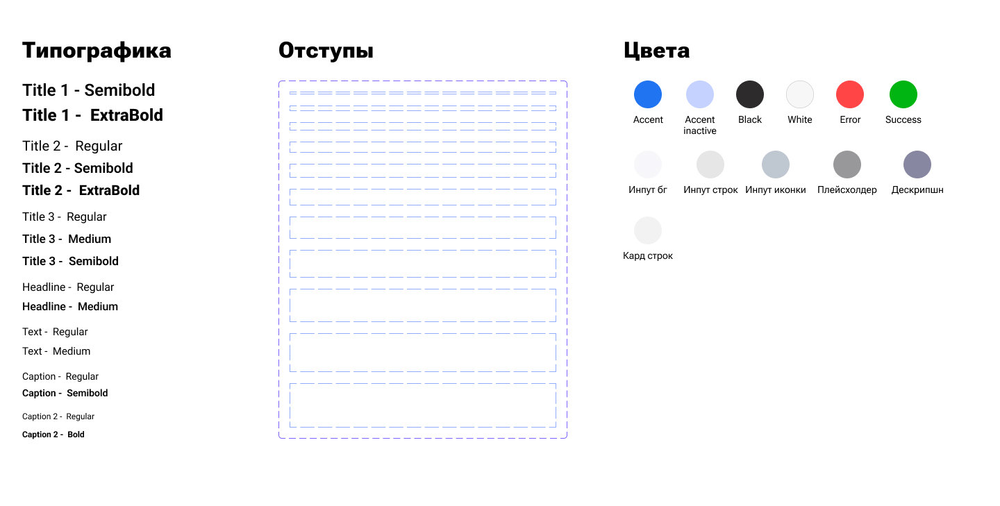 Типографика
Title 1 - Semibold
Title 1 -  ExtraBold
Title 2 -  Regular
Title 2 - Semibold
Title 2 -  ExtraBold
Title 3 -  Regular
Title 3 -  Medium
Title 3 -  Semibold
Headline -  Regular
Headline -  Medium
Text -  Regular
Text -  Medium
Caption -  Regular
Caption -  Semibold
Caption 2 -  Regular
Caption 2 -  Bold
Отступы
Цвета
Accent
Accent
inactive
Black
White
Error
Success
Инпут бг
Инпут строк
Инпут иконки
Плейсхолдер
Дескрипшн
Кард строк